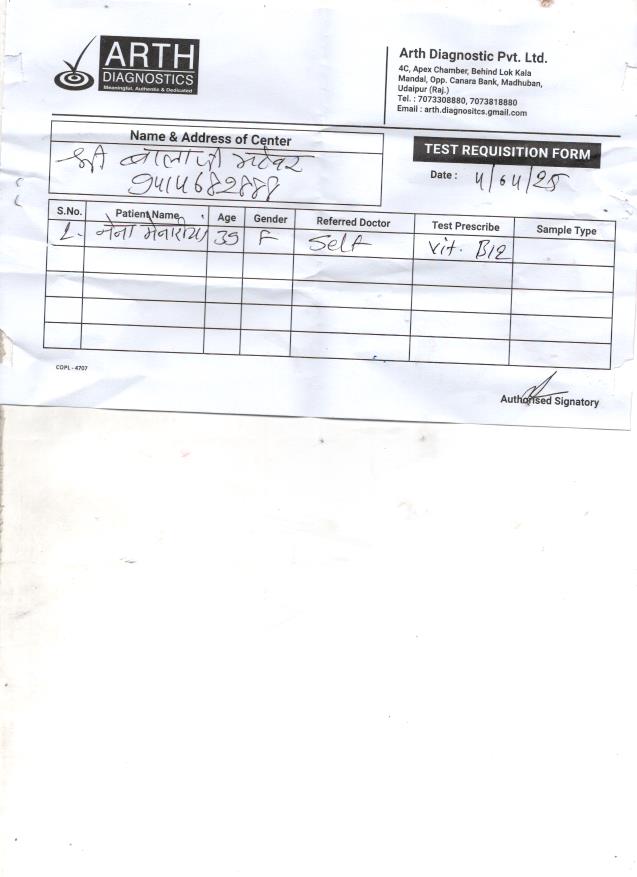 ARTH
DIAGNOSTICS
Meaningful, Authentic & Dedicated
Arth Diagnostic Pvt. Ltd.
4C, Apex Chamber, Behind Lok Kala
Mandal, Opp. Canara Bank, Madhuban,
Udaipur (Raj.)
Tel. : 7073308880, 7073818880
Email : arth.diagnositcs.gmail.com
Name & Address of Center
श्री बालाजी
9414682888
TEST REQUISITION FORM
Date : 4/04/25
S.No. Patient Name Age Gender Referred Doctor Test Prescribe Sample Type
1. मेना मेनारीया 39 F Self Vit. B12
COPL - 4707
Authorised Signatory